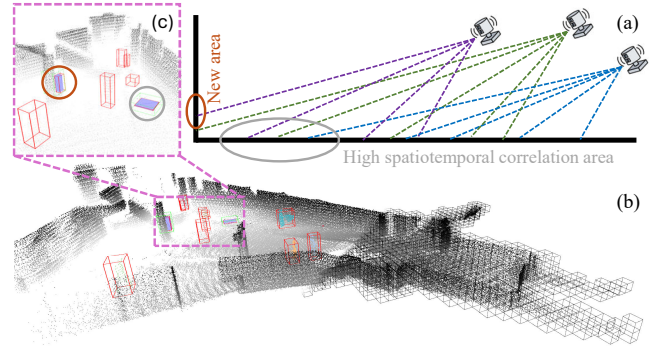 (c)
(a)
New area
High spatiotemporal correlation area
(b)